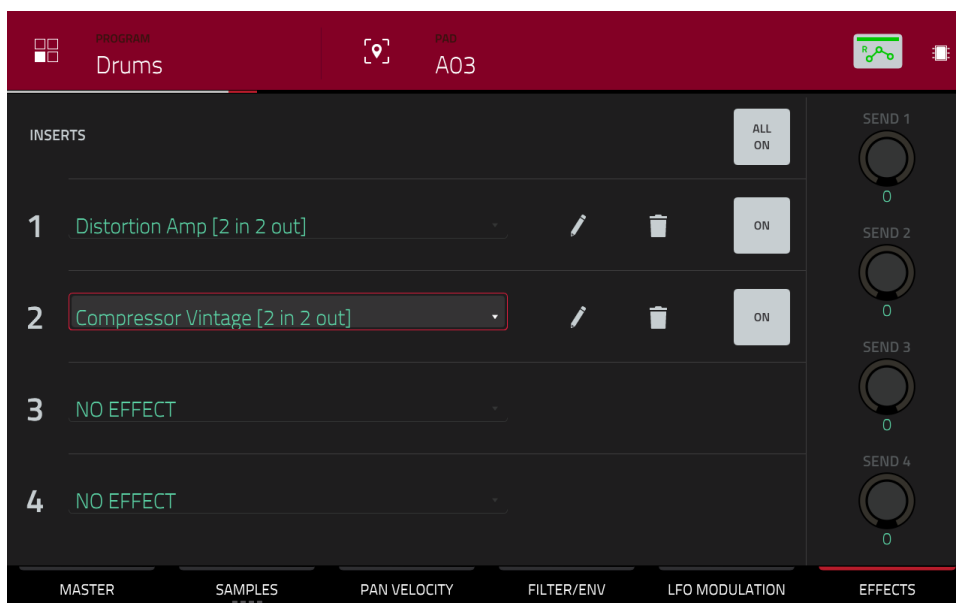 PROGRAM
Drums
PAD
A03
R
INSERTS
ALL
ON
1
Distortion Amp [2 in 2 out]
ON
2
Compressor Vintage [2 in 2 out]
ON
3
NO EFFECT
4
NO EFFECT
SEND 1
0
SEND 2
0
SEND 3
0
SEND 4
0
MASTER
SAMPLES
PAN VELOCITY
FILTER/ENV
LFO MODULATION
EFFECTS